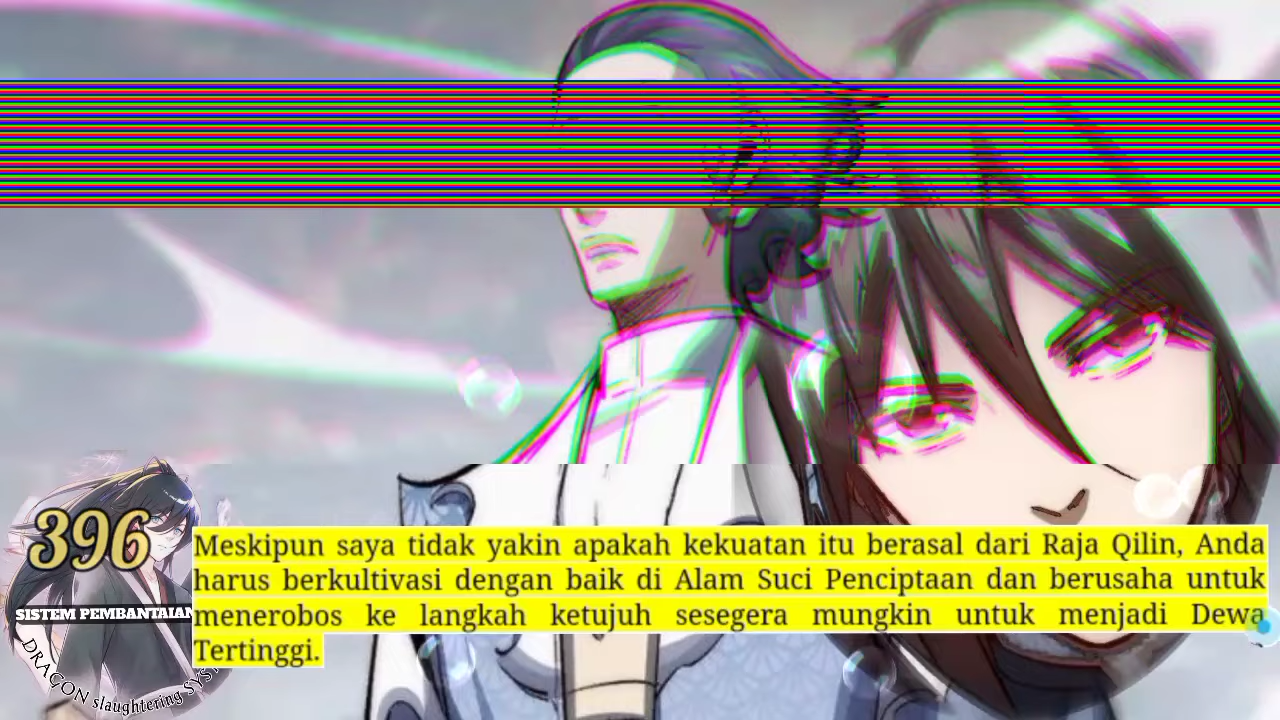 396
SISTEM PEMBANTAIAN
DRAGON slaughtering SYST
Meskipun saya tidak yakin apakah kekuatan itu berasal dari Raja Qilin, Anda
harus berkultivasi dengan baik di Alam Suci Penciptaan dan berusaha untuk
menerobos ke langkah ketujuh sesegera mungkin untuk menjadi Dewa
Tertinggi.